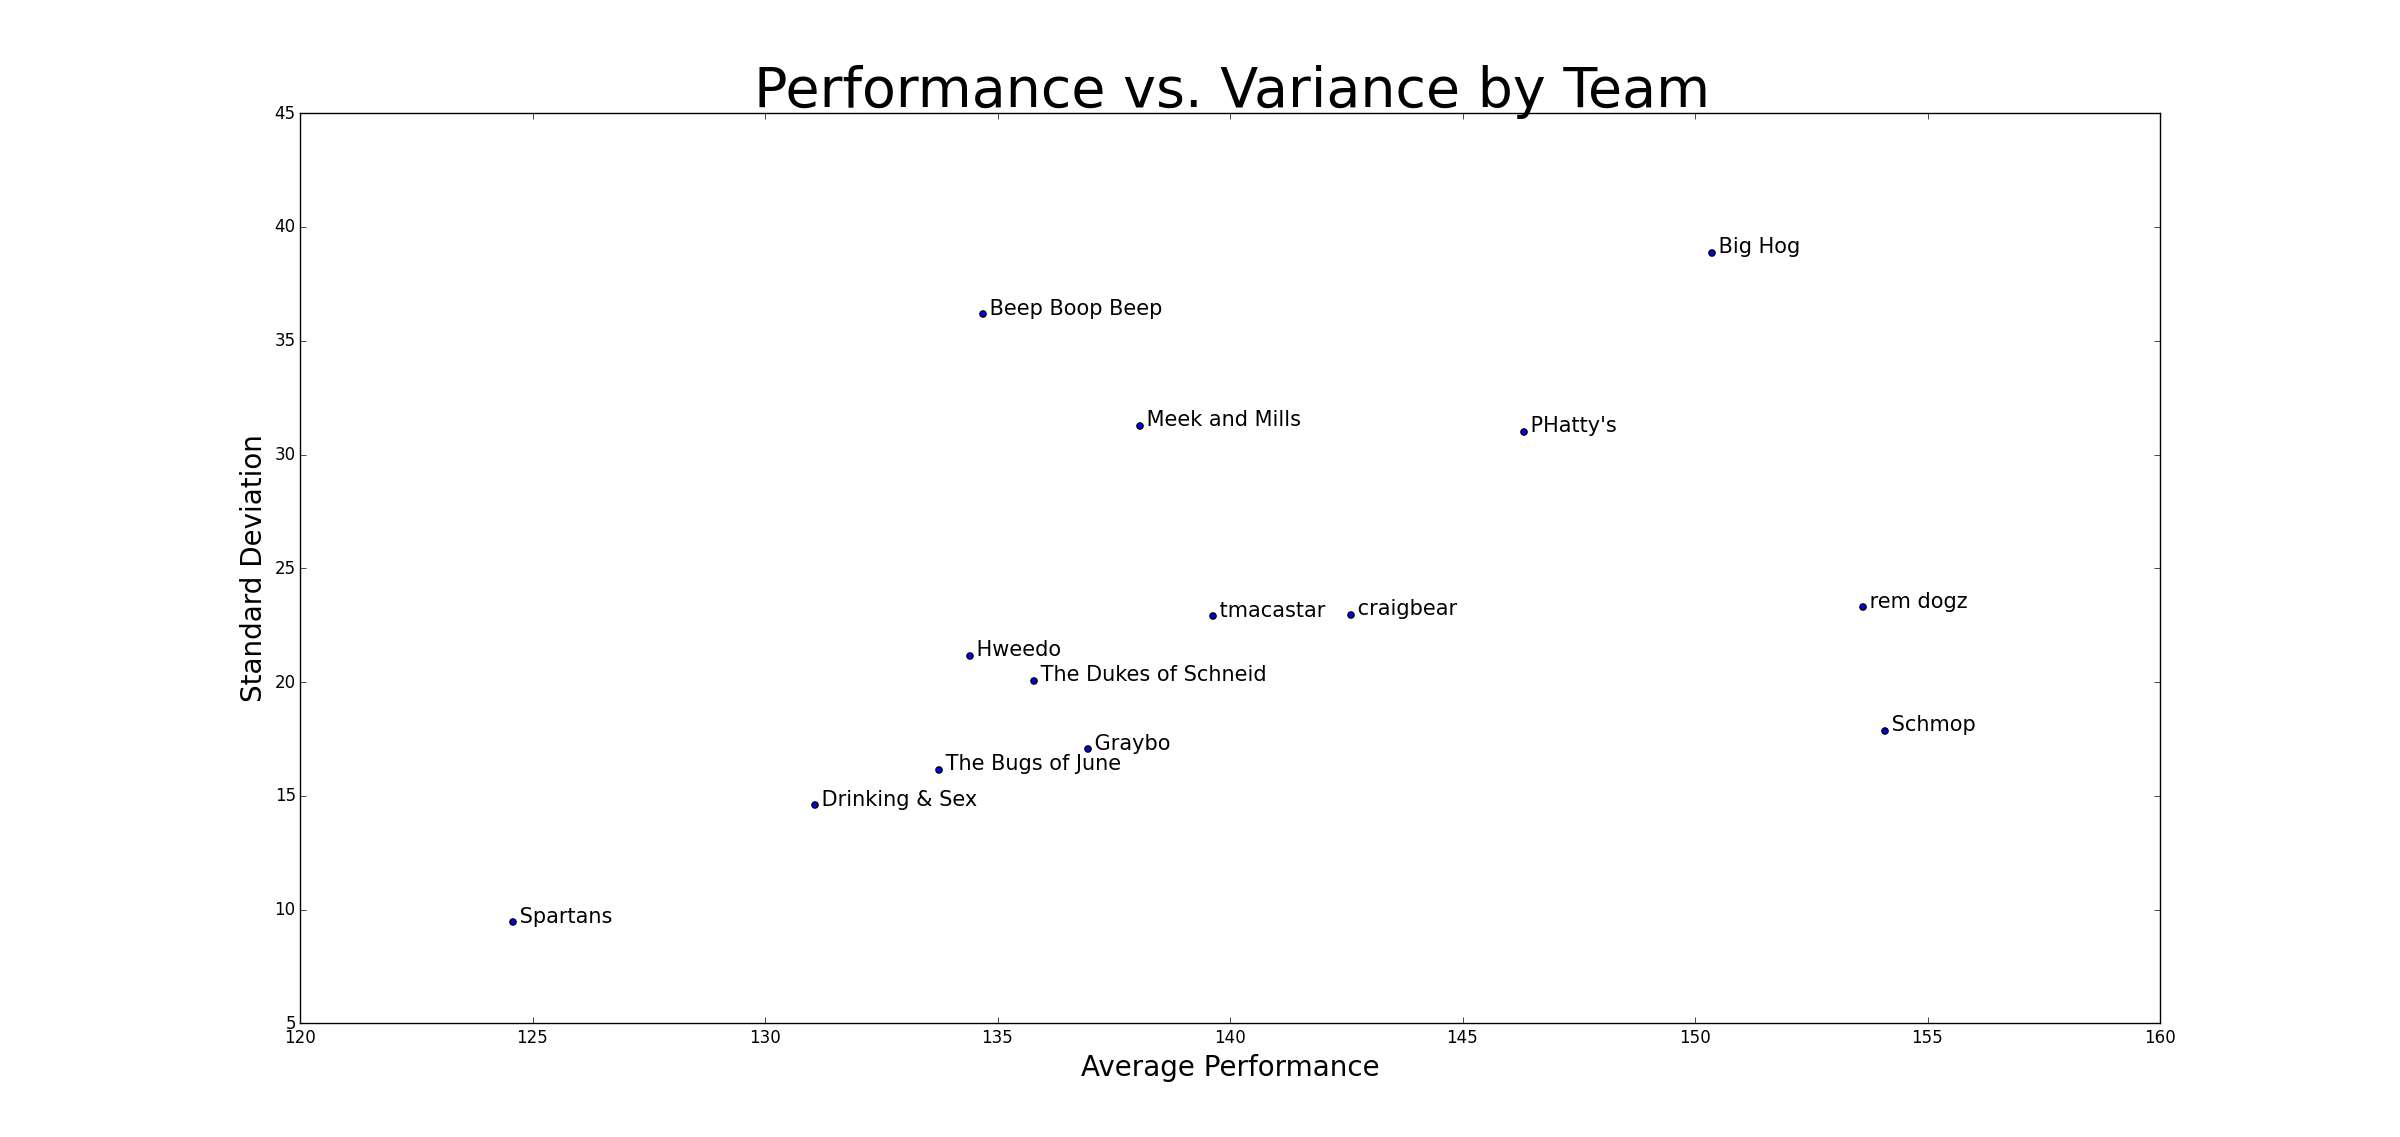 Performance vs. Variance by Team
45
40
35
30
25
20
15
10
5
Standard Deviation
Big Hog
Beep Boop Beep
Meek and Mills
PHatty's
rem dogz
craigbear
tmacastar
Hweedo
The Dukes of Schneid
Schmop
Graybo
The Bugs of June
Drinking & Sex
Spartans
120 125 130 135 140 145 150 155 160
Average Performance